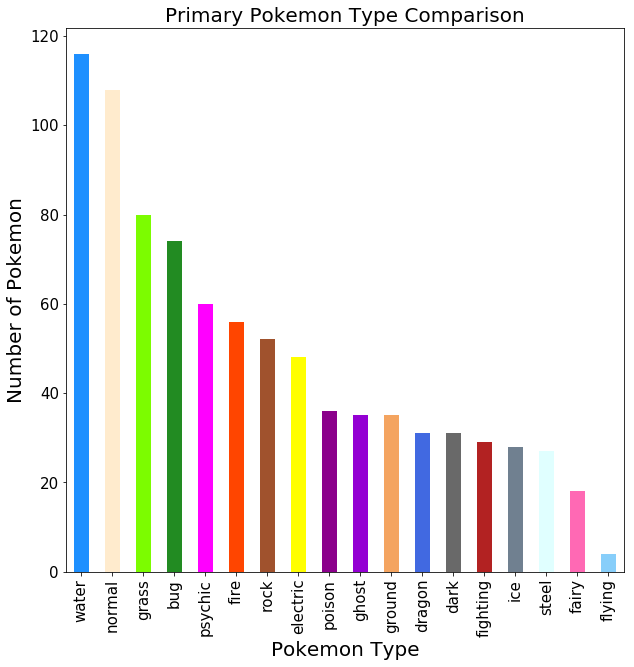 Primary Pokemon Type Comparison
120
100
80
60
40
20
0
Number of Pokemon
water
normal
grass
bug
psychic
fire
rock
electric
poison
ghost
ground
dragon
dark
fighting
ice
steel
fairy
flying
Pokemon Type